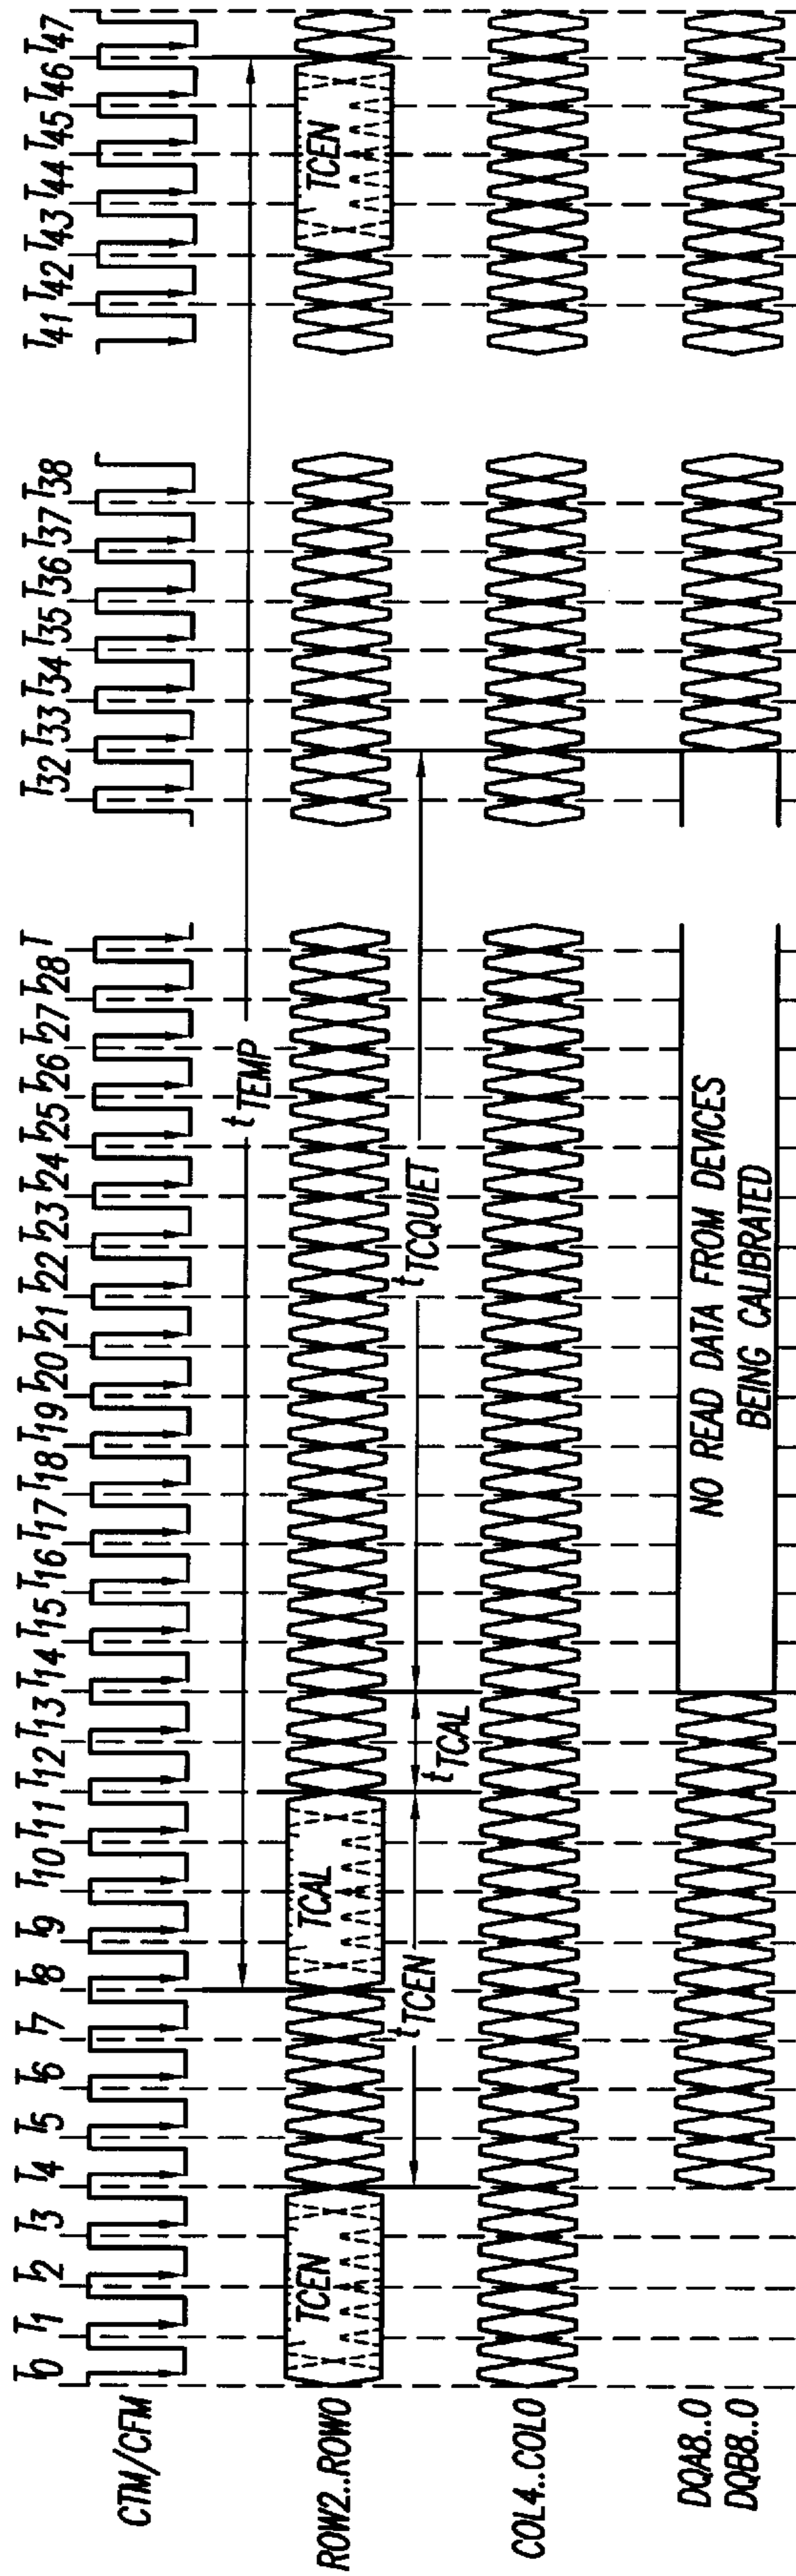 T0 T1 T2 T3 T4 T5 T6 T7 T8 T9 T10 T11 T12 T13 T14 T15 T16 T17 T18 T19 T20 T21 T22 T23 T24 T25 T26 T27 T28 T T32 T33 T34 T35 T36 T37 T38 T41 T42 T43 T44 T45 T46 T47
CTM/CFM
tTEMP
ROW2..ROW0
TCEN TCAL TCEN
tTCEN tTCAL tTCQUIET
COL4..COL0
DQA8..0
DQB8..0
NO READ DATA FROM DEVICES
BEING CALIBRATED